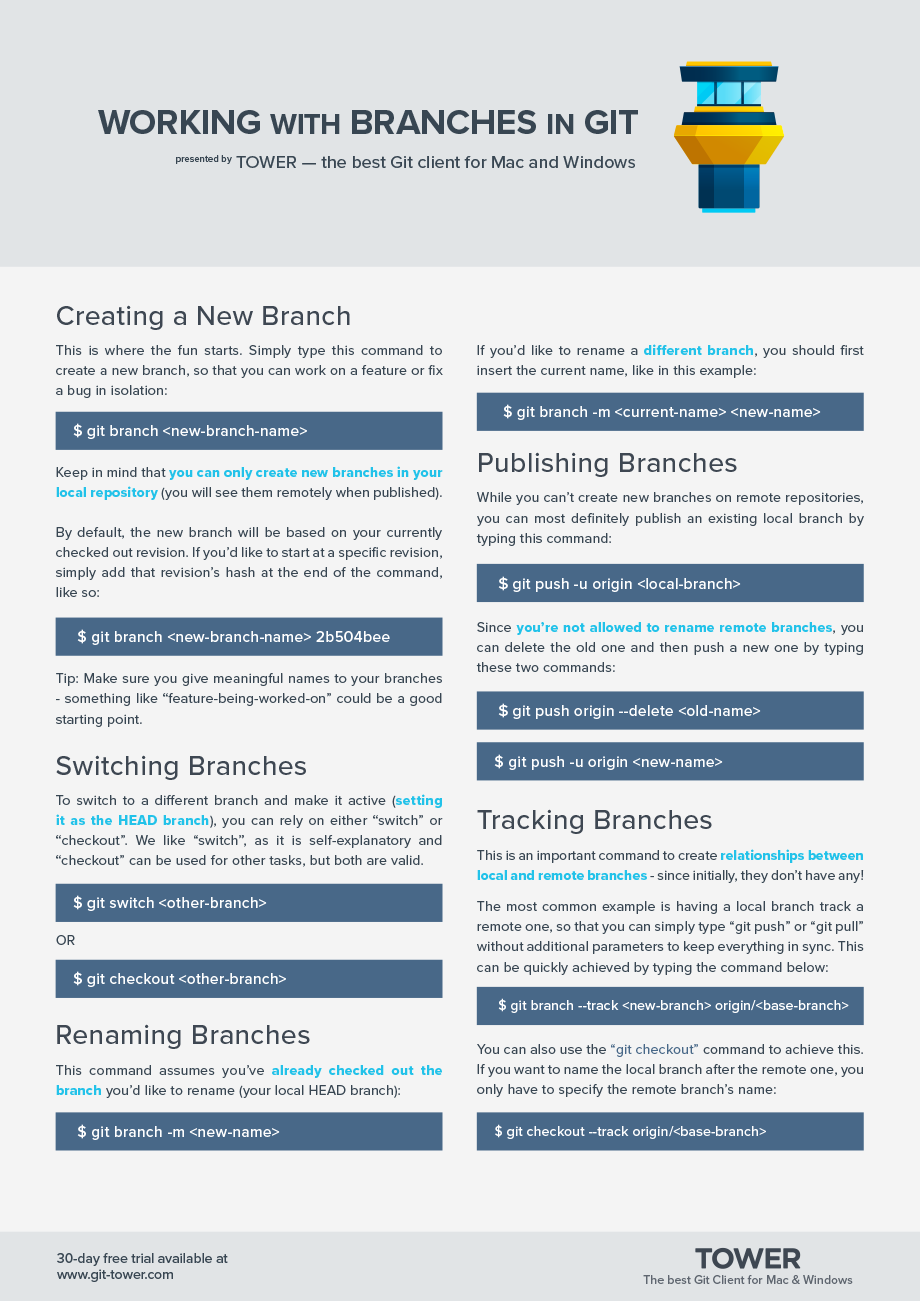 WORKING WITH BRANCHES IN GIT
presented by TOWER — the best Git client for Mac and Windows
Creating a New Branch
This is where the fun starts. Simply type this command to
create a new branch, so that you can work on a feature or fix
a bug in isolation:
$ git branch <new-branch-name>
Keep in mind that you can only create new branches in your
local repository (you will see them remotely when published).
By default, the new branch will be based on your currently
checked out revision. If you’d like to start at a specific revision,
simply add that revision’s hash at the end of the command,
like so:
$ git branch <new-branch-name> 2b504bee
Tip: Make sure you give meaningful names to your branches
- something like “feature-being-worked-on” could be a good
starting point.
Switching Branches
To switch to a different branch and make it active (setting
it as the HEAD branch), you can rely on either “switch” or
“checkout”. We like “switch”, as it is self-explanatory and
“checkout” can be used for other tasks, but both are valid.
$ git switch <other-branch>
OR
$ git checkout <other-branch>
Renaming Branches
This command assumes you’ve already checked out the
branch you’d like to rename (your local HEAD branch):
$ git branch -m <new-name>
If you’d like to rename a different branch, you should first
insert the current name, like in this example:
$ git branch -m <current-name> <new-name>
Publishing Branches
While you can’t create new branches on remote repositories,
you can most definitely publish an existing local branch by
typing this command:
$ git push -u origin <local-branch>
Since you’re not allowed to rename remote branches, you
can delete the old one and then push a new one by typing
these two commands:
$ git push origin --delete <old-name>
$ git push -u origin <new-name>
Tracking Branches
This is an important command to create relationships between
local and remote branches - since initially, they don’t have any!
The most common example is having a local branch track a
remote one, so that you can simply type “git push” or “git pull”
without additional parameters to keep everything in sync. This
can be quickly achieved by typing the command below:
$ git branch --track <new-branch> origin/<base-branch>
You can also use the “git checkout” command to achieve this.
If you want to name the local branch after the remote one, you
only have to specify the remote branch’s name:
$ git checkout --track origin/<base-branch>
30-day free trial available at
www.git-tower.com
TOWER
The best Git Client for Mac & Windows